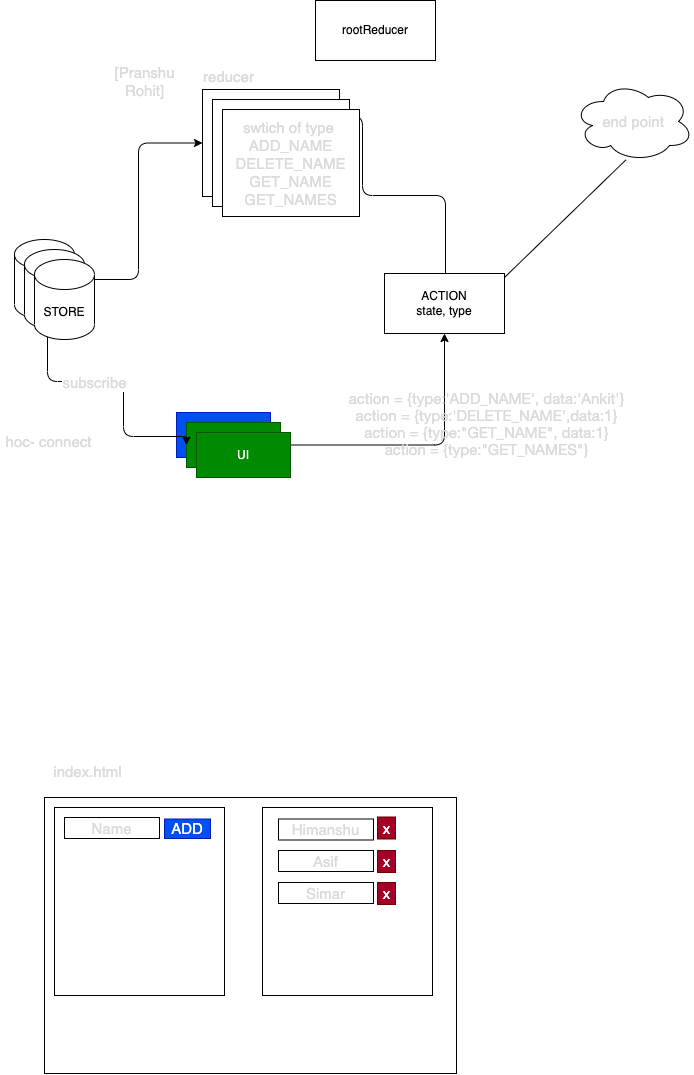 rootReducer
[Pranshu
Rohit]
reducer
end point
swtich of type
ADD_NAME
DELETE_NAME
GET_NAME
GET_NAMES
STORE
ACTION
state, type
subscribe
action = {type:'ADD_NAME', data:'Ankit'}
action = {type:'DELETE_NAME',data:1}
action = {type:"GET_NAME", data:1}
action = {type:"GET_NAMES"}
hoc- connect
UI
index.html
Name
ADD
Himanshu
x
Asif
x
Simar
x